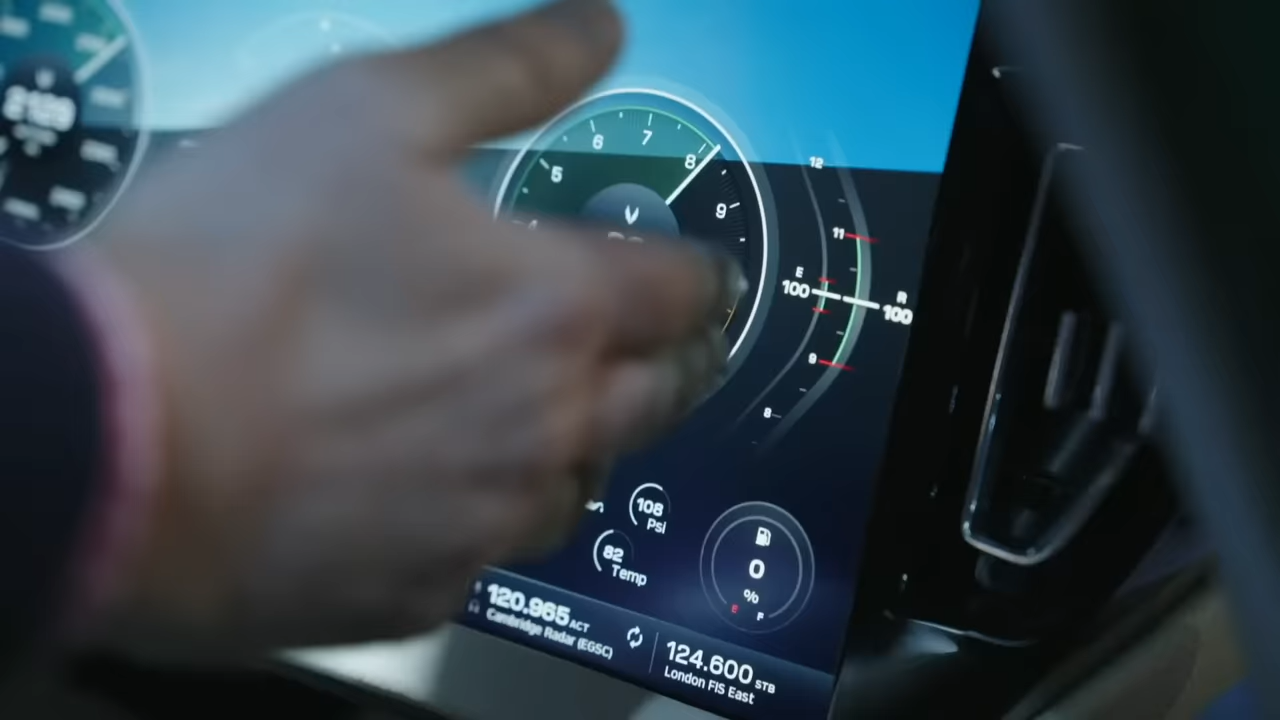 2129
6
7
5
8
9
12
11
E
100
R
100
9
8
108
Psi
82
Temp
0
%
E
F
120.965 ACT
Cambridge Radar (EGSC)
124.600 STB
London FIS East